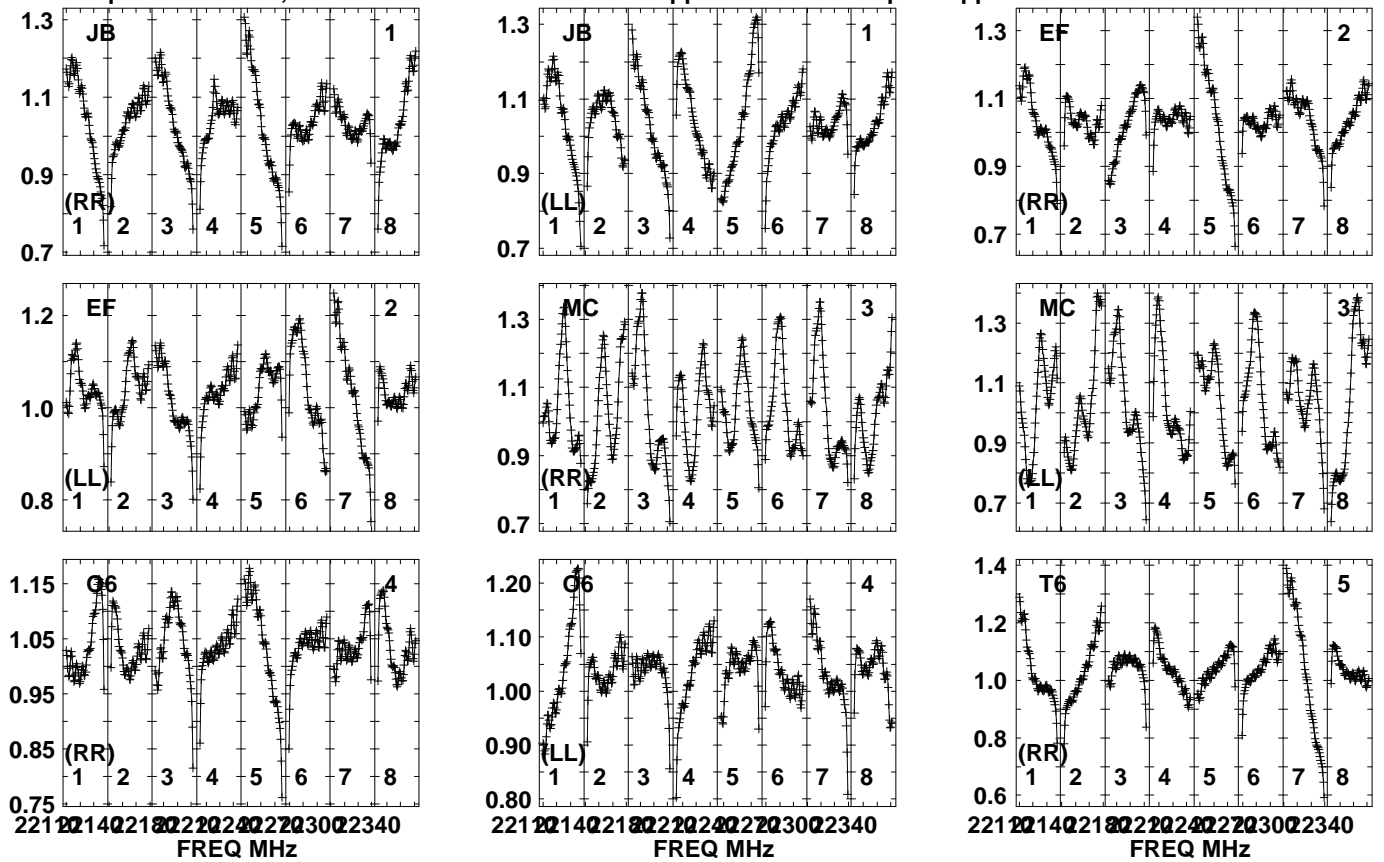 1.3 JB 1
1.1
0.9
(RR)
1 2 3 4 5 6 7 8
0.7
1.3 JB 1
1.1
0.9
(LL)
1 2 3 4 5 6 7 8
0.7
1.3 EF 2
1.1
0.9
(RR)
1 2 3 4 5 6 7 8
0.7
EF 2
1.2
1.0
(LL)
0.8
1 2 3 4 5 6 7 8
MC 3
1.3
1.1
0.9
(RR)
0.7
1 2 3 4 5 6 7 8
MC 3
1.3
1.1
0.9
(LL)
0.7
1 2 3 4 5 6 7 8
1.15 O6 4
1.05
0.95
0.85
(RR)
1 2 3 4 5 6 7 8
0.75
FREQ MHz
1.20 O6 4
1.10
1.00
0.90
(LL)
1 2 3 4 5 6 7 8
0.80
FREQ MHz
1.4 T6 5
1.2
1.0
0.8
(RR)
1 2 3 4 5 6 7 8
0.6
FREQ MHz